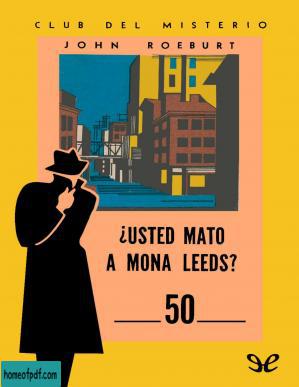 CLUB DEL MISTERIO
JOHN ROEBURT
¿USTED MATO
A MONA LEEDS?
50
homeofpdf.com